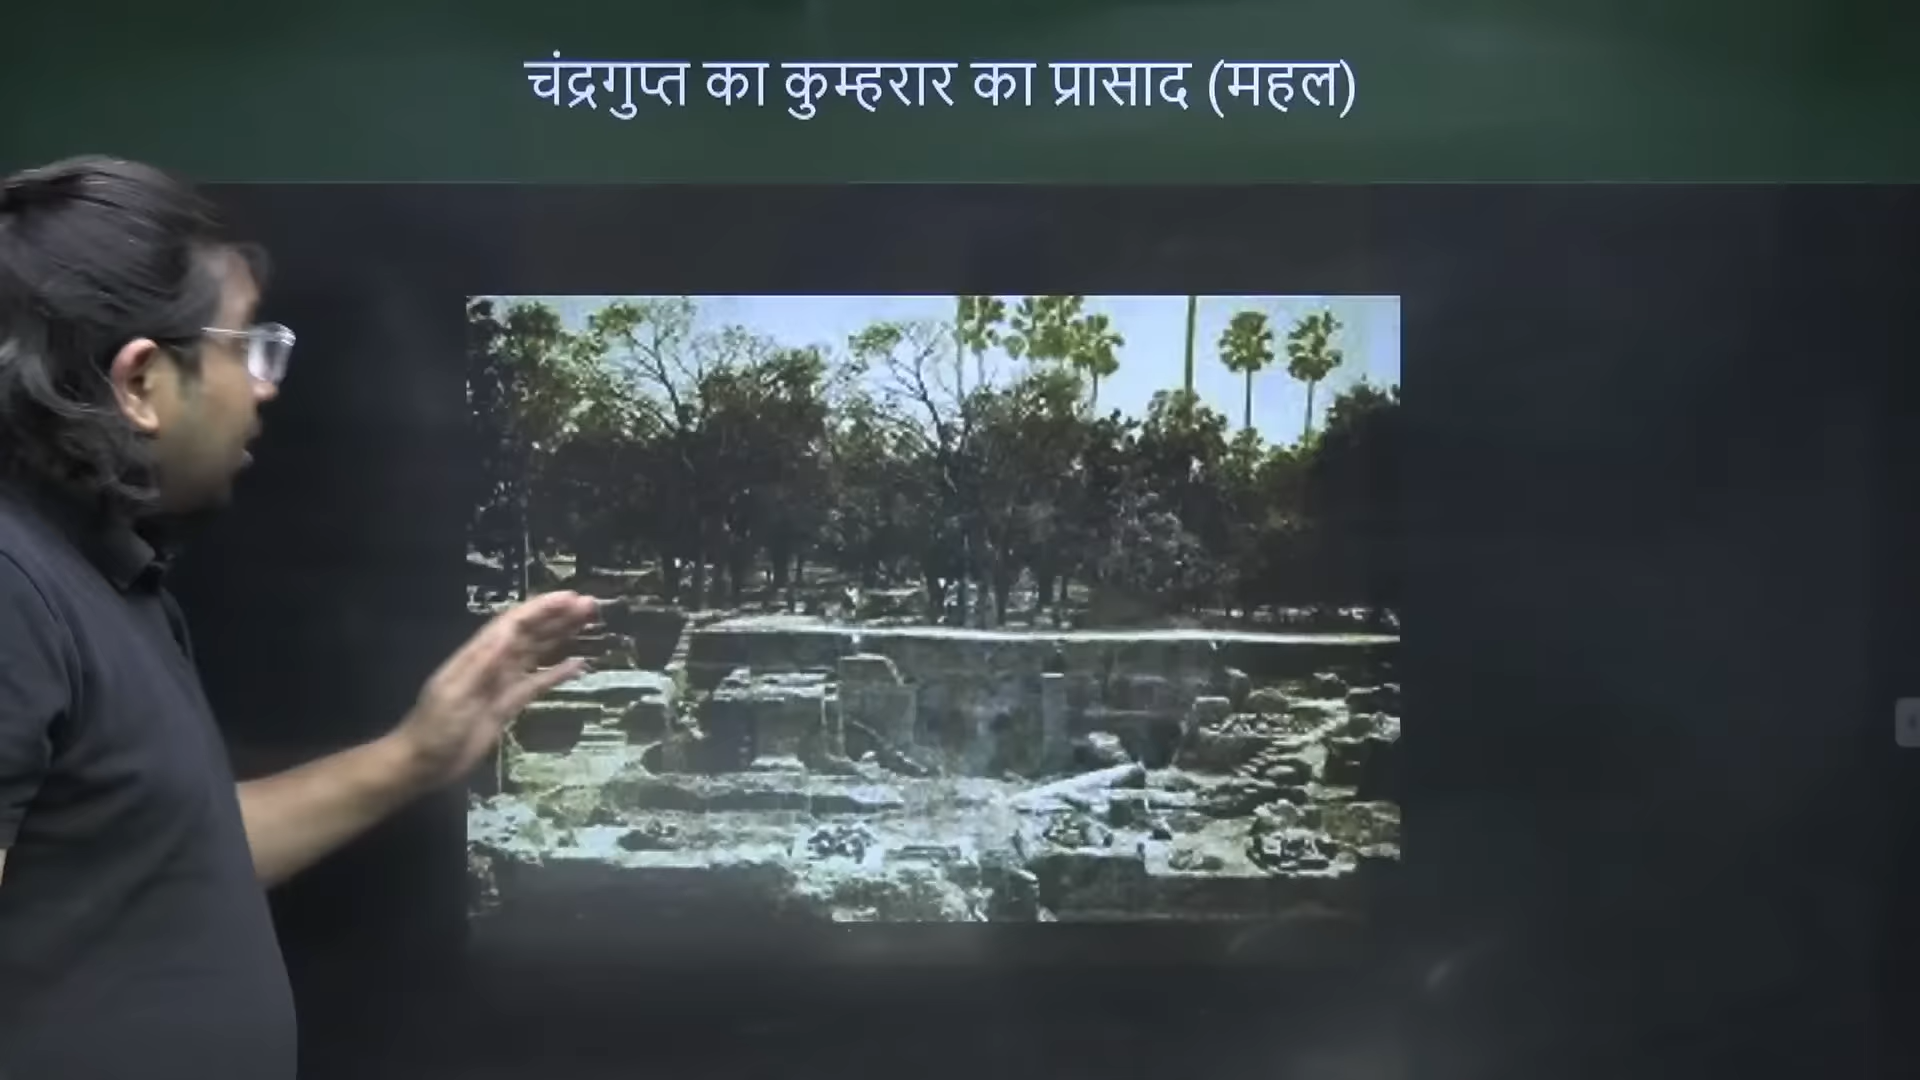 चंद्रगुप्त का कुम्हरार का प्रासाद (महल)